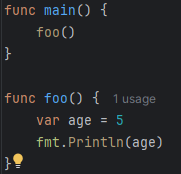 func main() {
    foo()
}

func foo() { 1 usage
    var age = 5
    fmt.Println(age)
}